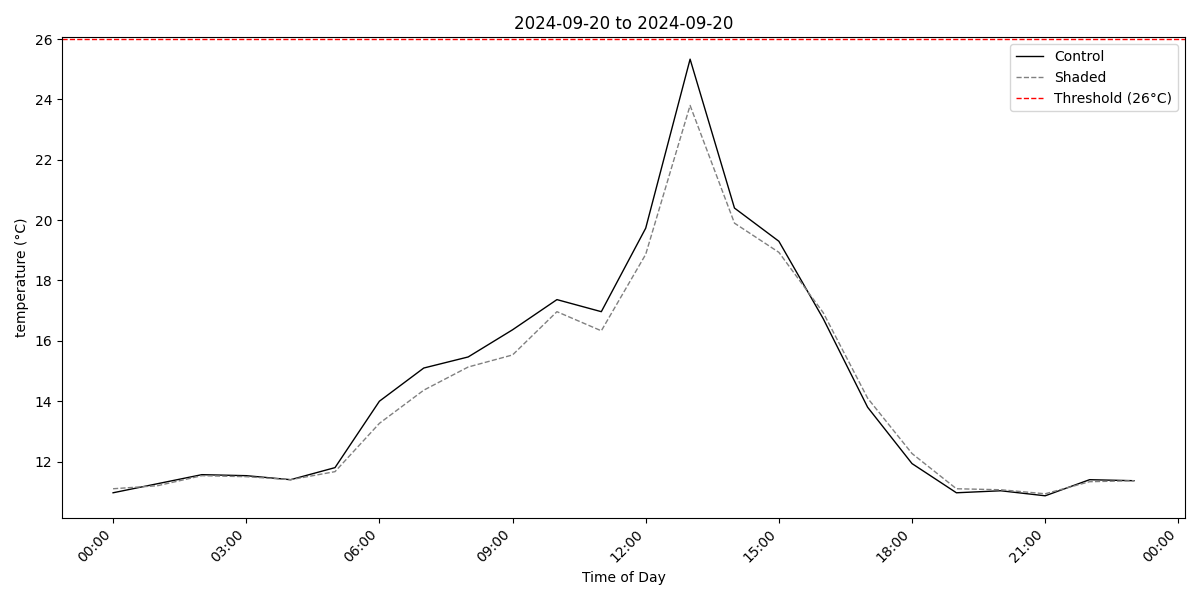 2024-09-20 to 2024-09-20
26
24
22
20
18
16
14
12
temperature (°C)
Control
Shaded
Threshold (26°C)
00:00
03:00
06:00
09:00
12:00
15:00
18:00
21:00
00:00
Time of Day